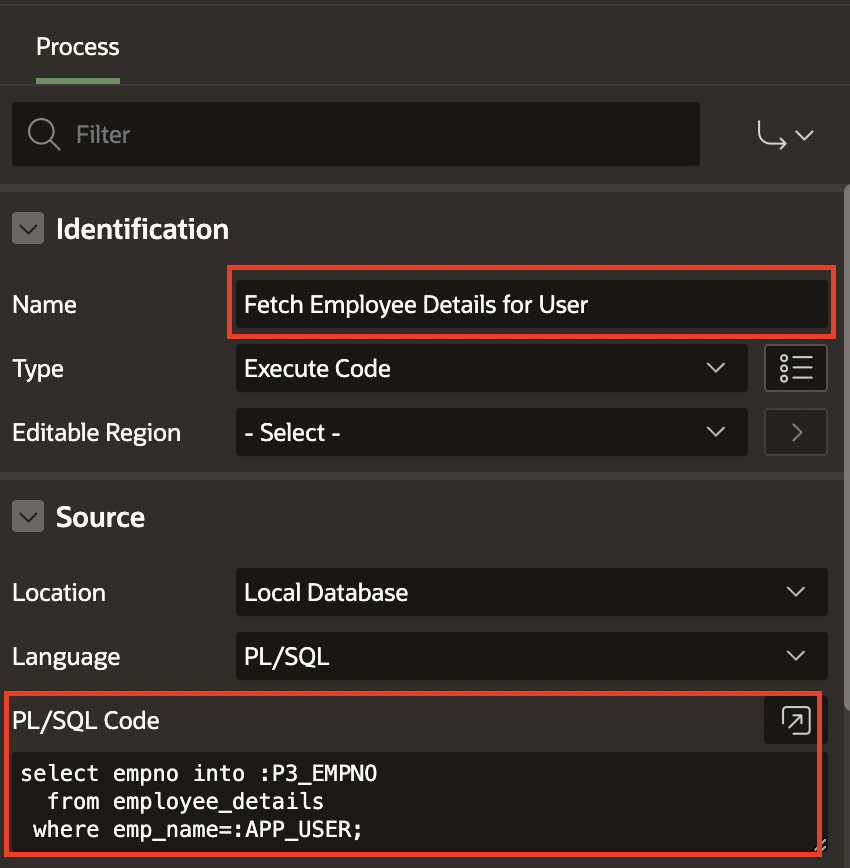 Process
Filter
Identification
Name Fetch Employee Details for User
Type Execute Code
Editable Region - Select -
Source
Location Local Database
Language PL/SQL
PL/SQL Code
select empno into :P3_EMPNO
  from employee_details
 where emp_name=:APP_USER;